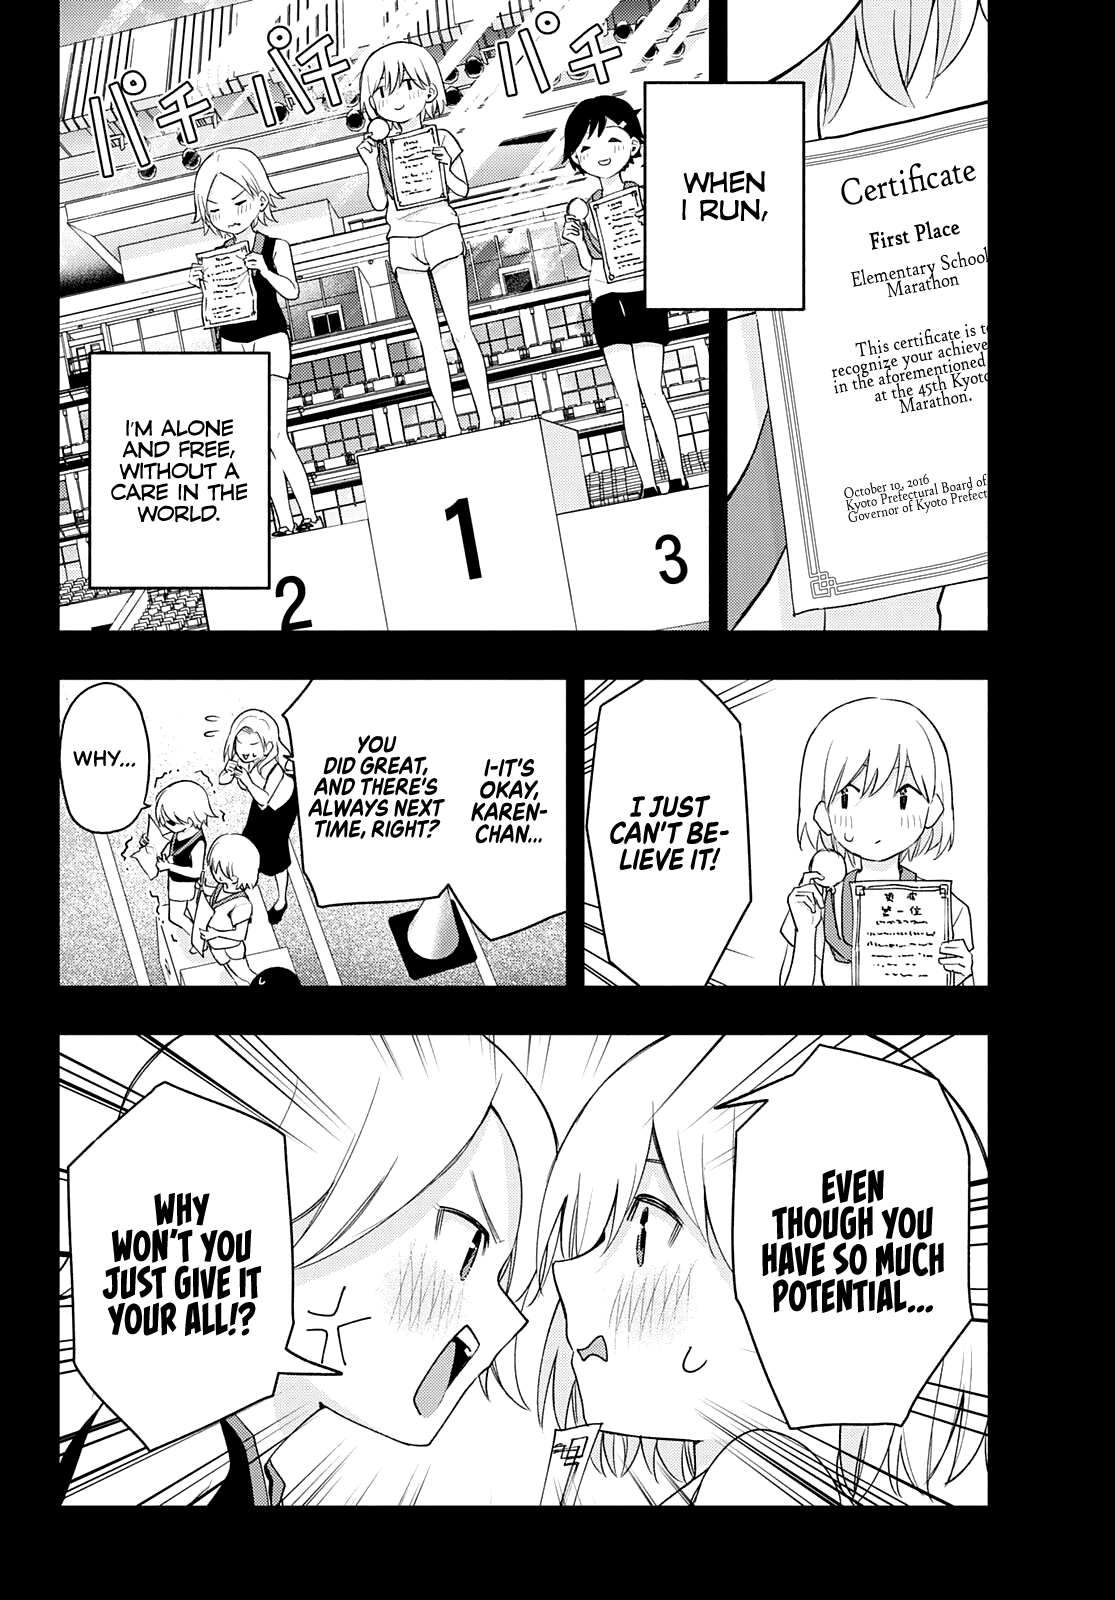 Certificate
First Place
Elementary School
Marathon
This certificate is t
recognize your achieve
in the aforementioned
at the 45th Kyoto
Marathon.
October 10, 2016
Kyoto Prefectural Board of
Governor of Kyoto Prefect
WHEN
I RUN,
パチ パチ パチ
I'M ALONE
AND FREE,
WITHOUT A
CARE IN THE
WORLD.
1
2
3
I JUST
CAN'T BE-
LIEVE IT!
第一位
I-IT'S
OKAY,
KAREN-
CHAN...
YOU
DID GREAT,
AND THERE'S
ALWAYS NEXT
TIME, RIGHT?
WHY...
EVEN
THOUGH YOU
HAVE SO MUCH
POTENTIAL...
WHY
WON'T YOU
JUST GIVE IT
YOUR ALL!?